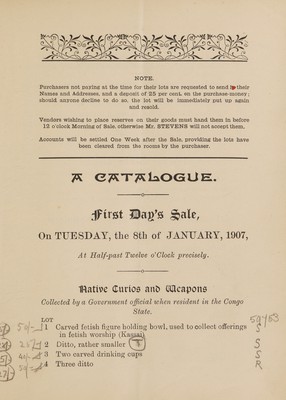 NOTE.
Purchasers not paying at the time for their lots are requested to send in their
Names and Addresses, and a deposit of 25 per cent. on the purchase-money;
should anyone decline to do so, the lot will be immediately put up again
and resold.
Vendors wishing to place reserves on their goods must hand them in before
12 o'clock Morning of Sale, otherwise Mr. STEVENS will not accept them.
Accounts will be settled One Week after the Sale, providing the lots have
been cleared from the rooms by the purchaser.
A CATALOGUE.
First Day's Sale,
On TUESDAY, the 8th of JANUARY, 1907,
At Half-past Twelve o'Clock precisely.
Native Curios and Weapons
Collected by a Government official when resident in the Congo
State.
LOT
1 Carved fetish figure holding bowl, used to collect offerings
in fetish worship (Kassai)
S
2 Ditto, rather smaller
S
3 Two carved drinking cups
S
4 Three ditto
R